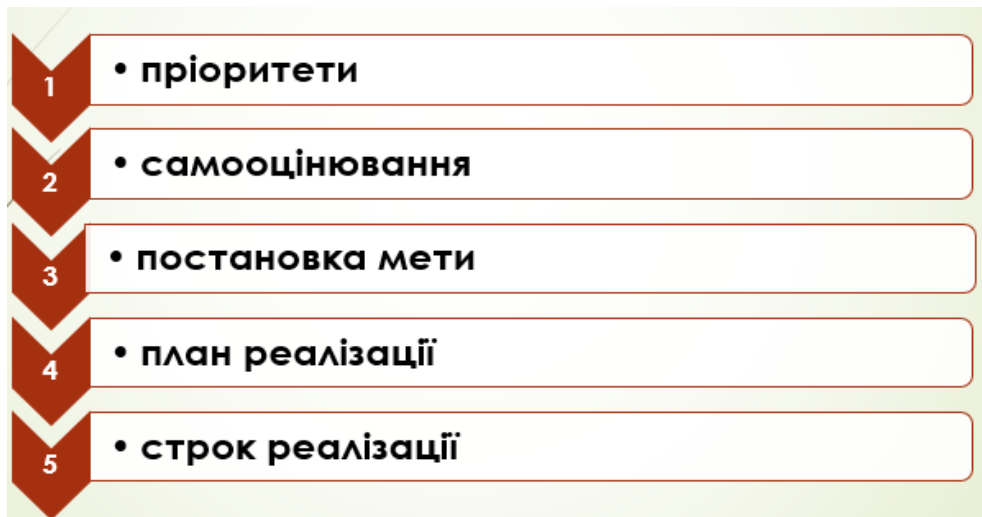 1
• пріоритети
2
• самооцінювання
3
• постановка мети
4
• план реалізації
5
• строк реалізації